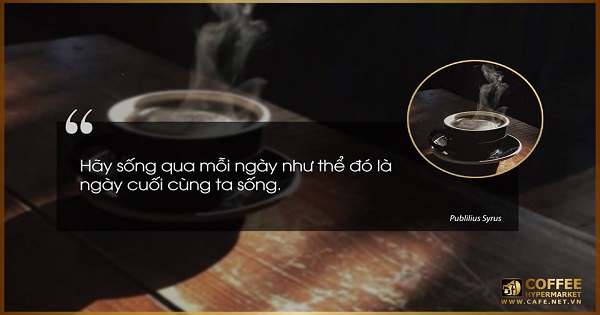 “
Hãy sống qua mỗi ngày như thể đó là
ngày cuối cùng ta sống.
Publilius Syrus
COFFEE
HYPERMARKET
WWW.CAFE.NET.VN